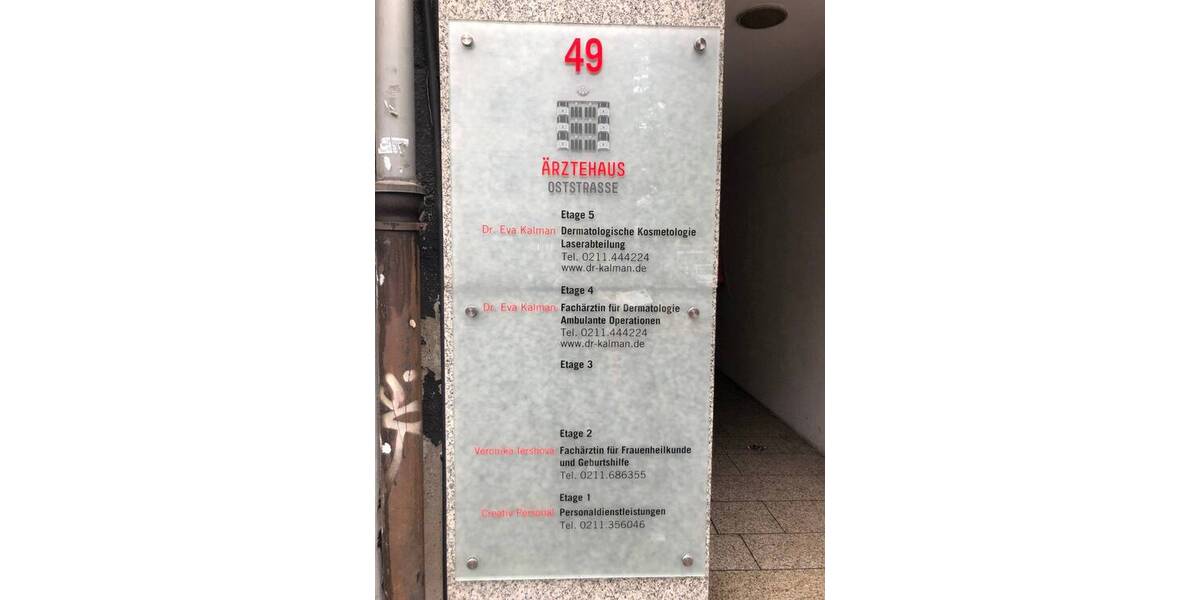 49
ÄRZTEHAUS
OSTSTRASSE
Etage 5
Dr. Eva Kalman Dermatologische Kosmetologie
Laserabteilung
Tel. 0211.444224
www.dr-kalman.de
Etage 4
Dr. Eva Kalman Fachärztin für Dermatologie
Ambulante Operationen
Tel. 0211.444224
www.dr-kalman.de
Etage 3
Etage 2
Veronika Fachärztin für Frauenheilkunde
und Geburtshilfe
Tel. 0211.686355
Etage 1
Creativ Personal Personaldienstleistungen
Tel. 0211.356046